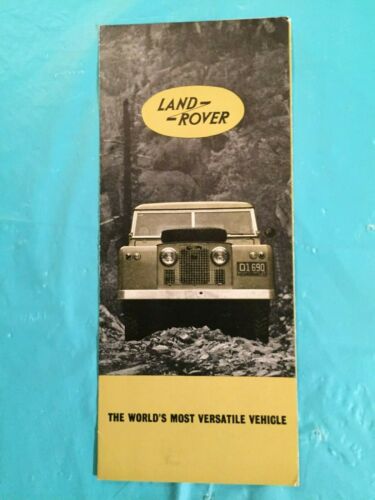 LAND
ROVER
D1 690
THE WORLD'S MOST VERSATILE VEHICLE